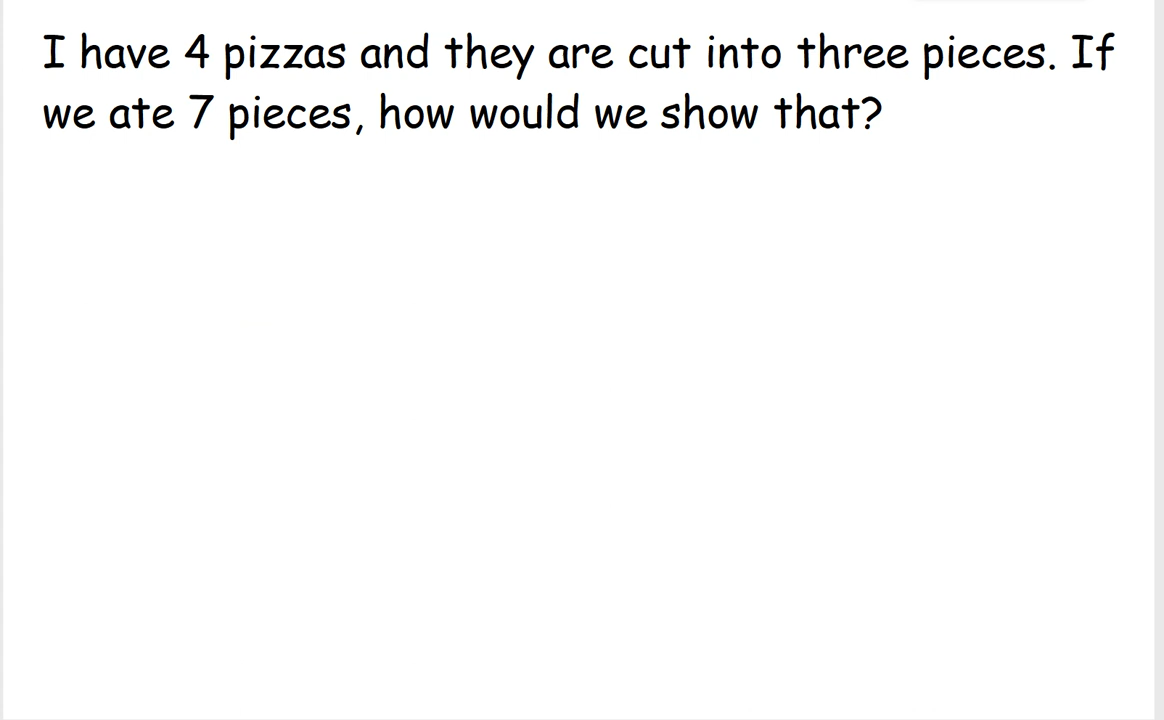 I have 4 pizzas and they are cut into three pieces. If
we ate 7 pieces, how would we show that?